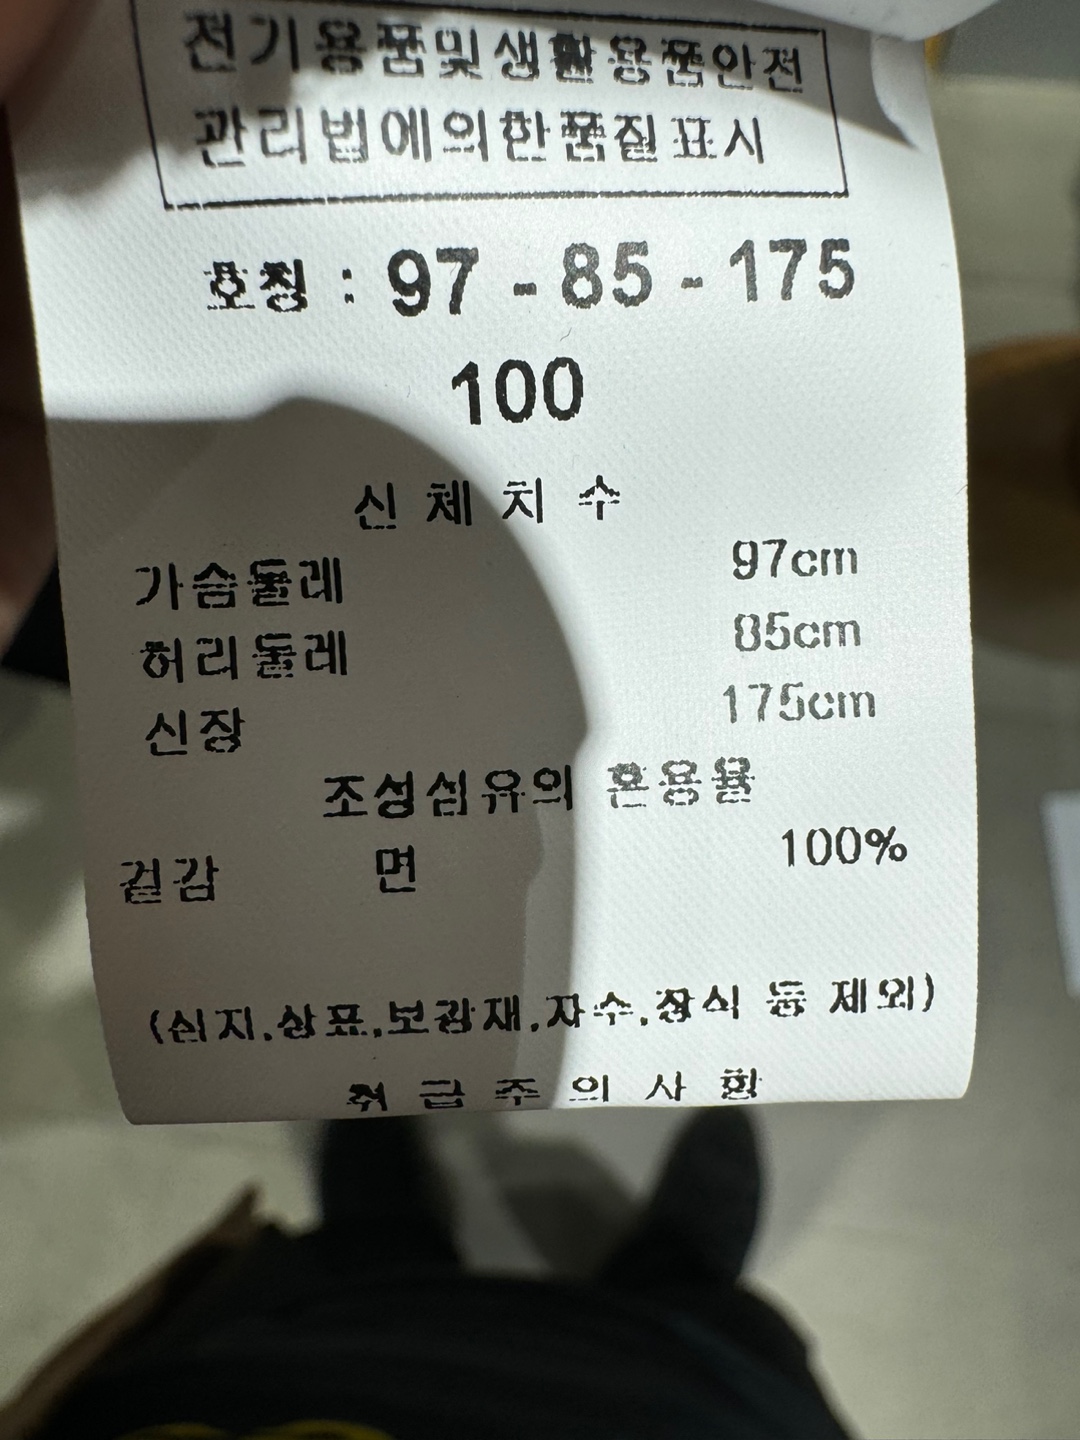 전기용품및생활용품안전
관리법에의한품질표시
호칭 : 97 - 85 - 175
100
신 체 치 수
가슴둘레 97cm
허리둘레 85cm
신장 175cm
조성섬유의 혼용율
겉감 면 100%
(심지,상표,보강재,자수,장식 등 제외)
취 급 주 의 사 항